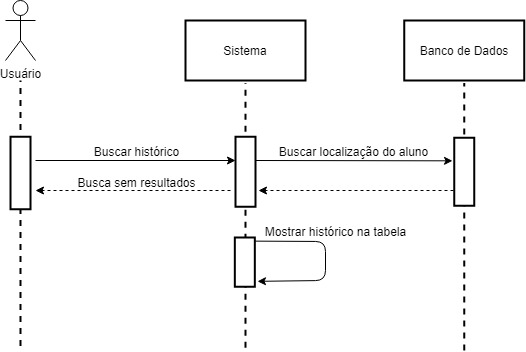 Usuário
Sistema
Banco de Dados
Buscar histórico
Buscar localização do aluno
Busca sem resultados
Mostrar histórico na tabela